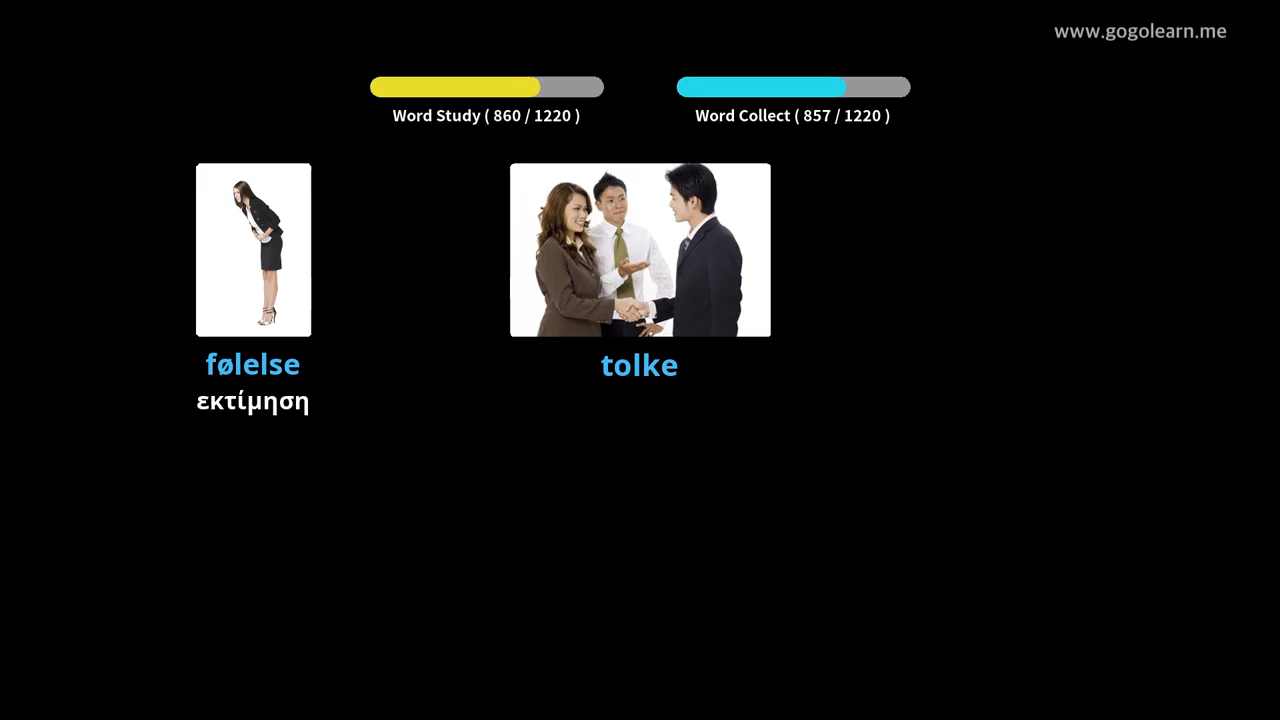 www.gogolearn.me
Word Study ( 860 / 1220 )
Word Collect ( 857 / 1220 )
følelse
εκτίμηση
tolke